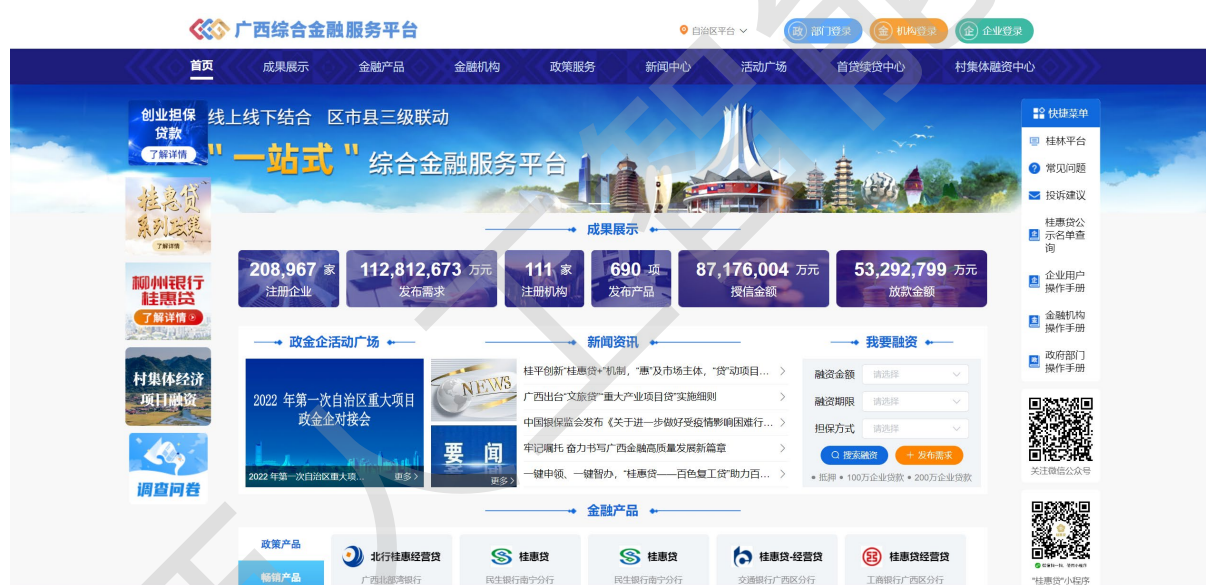 广西综合金融服务平台
自治区平台
政 部门登录
金 机构登录
企 企业登录
首页 成果展示 金融产品 金融机构 政策服务 新闻中心 活动广场 首贷续贷中心 村集体融资中心
创业担保
贷款
了解详情
线上线下结合 区市县三级联动
"一站式"综合金融服务平台
桂惠贷
系列政策
了解详情
柳州银行
桂惠贷
了解详情
村集体经济
项目融资
调查问卷
成果展示
208,967 家
注册企业
112,812,673 万元
发布需求
111 家
注册机构
690 项
发布产品
87,176,004 万元
授信金额
53,292,799 万元
放款金额
政金企活动广场
2022 年第一次自治区重大项目
政金企对接会
2022 年第一次自治区重大项... 更多>
新闻资讯
NEWS
要闻
更多>
桂平创新“桂惠贷+”机制，“惠”及市场主体，“贷”动项目... >
广西出台“文旅贷”“重大产业项目贷”实施细则 >
中国银保监会发布《关于进一步做好受疫情影响困难行... >
牢记嘱托 奋力书写广西金融高质量发展新篇章 >
一键申领、一键智办，“桂惠贷——百色复工贷”助力百... >
我要融资
融资金额 请选择
融资期限 请选择
担保方式 请选择
搜索融资
+ 发布需求
抵押 100万企业贷款 200万企业贷款
金融产品
政策产品
畅销产品
北行桂惠经营贷
广西北部湾银行
桂惠贷
民生银行南宁分行
桂惠贷
民生银行南宁分行
桂惠贷-经营贷
交通银行广西区分行
桂惠贷经营贷
工商银行广西区分行
快捷菜单
桂林平台
常见问题
投诉建议
桂惠贷公
示名单查
询
企业用户
操作手册
金融机构
操作手册
政府部门
操作手册
关注微信公众号
“桂惠贷”小程序